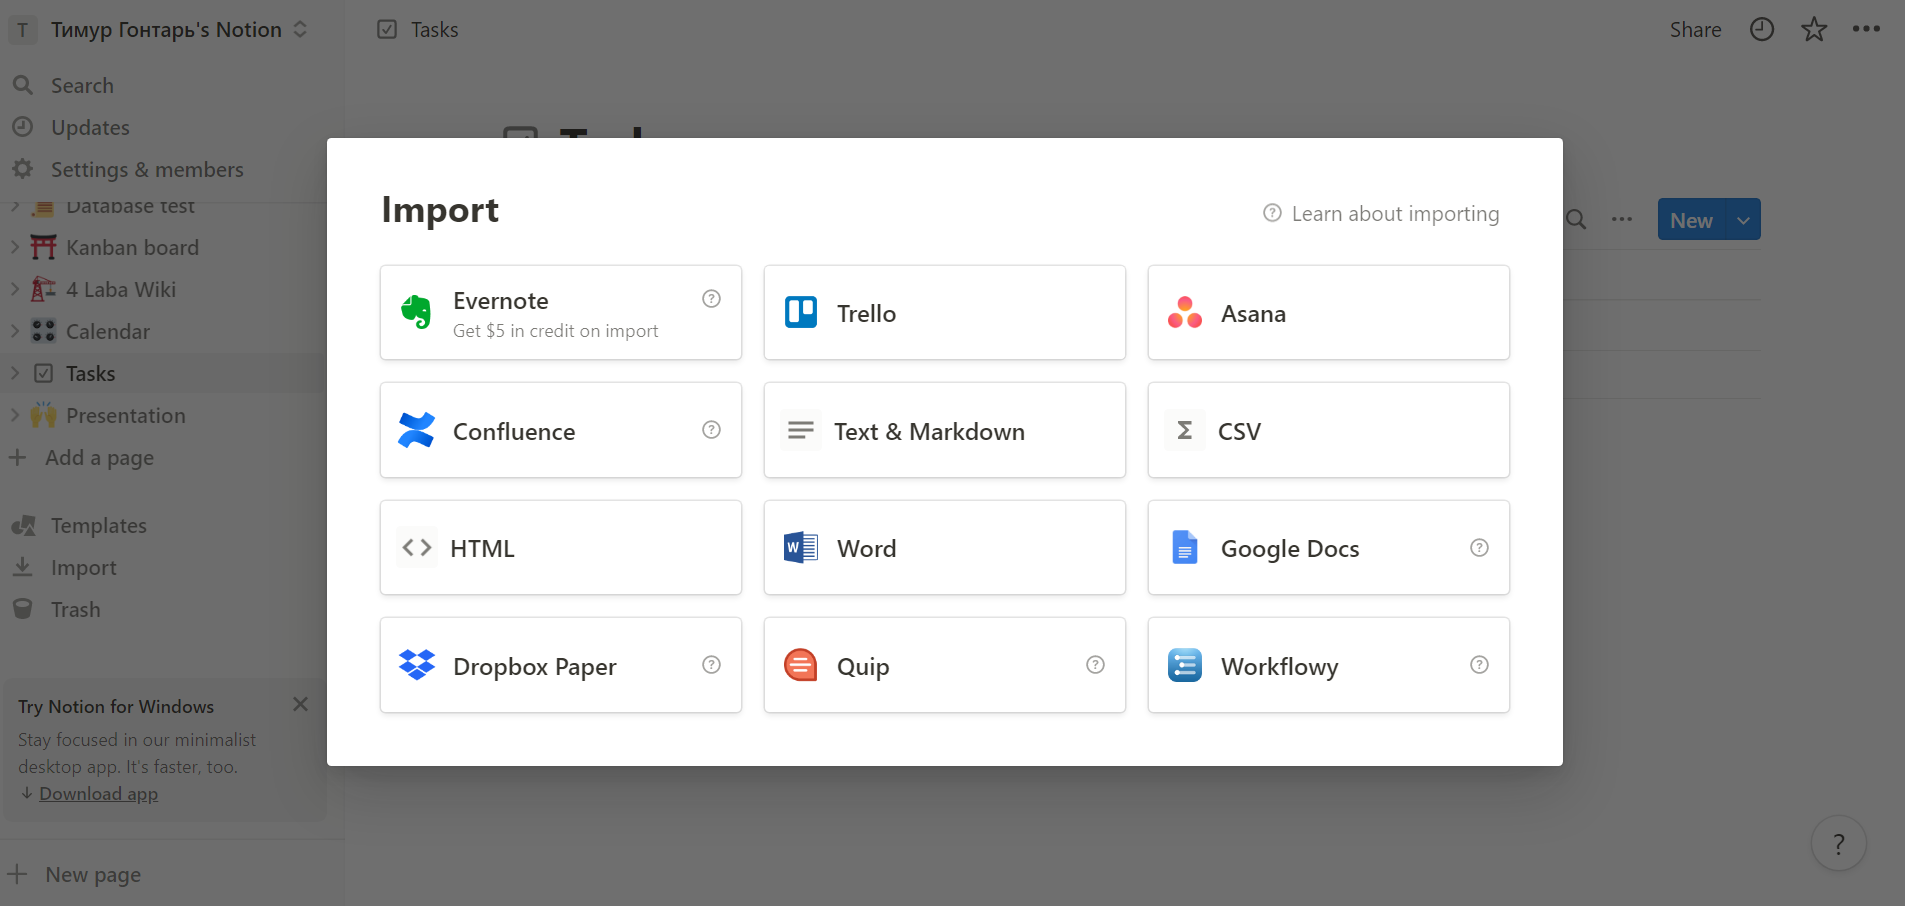 T Тимур Гонтарь's Notion
Search
Updates
Settings & members
Database test
Kanban board
4 Laba Wiki
Calendar
Tasks
Presentation
Add a page
Templates
Import
Trash
Try Notion for Windows
Stay focused in our minimalist
desktop app. It's faster, too.
↓ Download app
New page
Tasks
Share
New
Import
? Learn about importing
Evernote ?
Get $5 in credit on import
Trello
Asana
Confluence ?
Text & Markdown
Σ CSV
<> HTML
W Word
Google Docs ?
Dropbox Paper ?
Quip ?
Workflowy ?
?